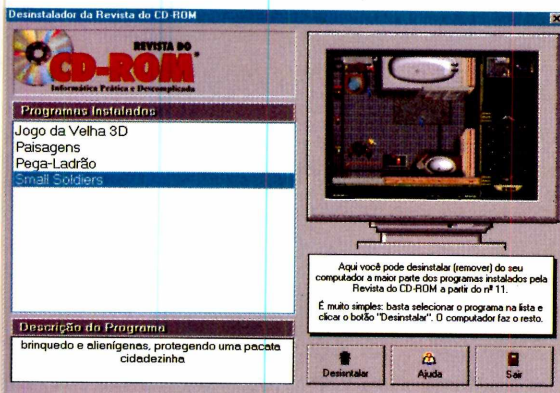 Desinstalador da Revista do CD-ROM
REVISTA DO
CD-ROM
Informática Prática e Descomplicada
Programas Instalados
Jogo da Velha 3D
Paisagens
Pega-Ladrão
Small Soldiers
Descrição do Programa
brinquedo e alienígenas, protegendo uma pacata
cidadezinha
Aqui você pode desinstalar (remover) do seu
computador a maior parte dos programas instalados pela
Revista do CD-ROM a partir do nº 11.
É muito simples: basta selecionar o programa na lista e
clicar o botão "Desinstalar". O computador faz o resto.
Desisntalar
Ajuda
Sair